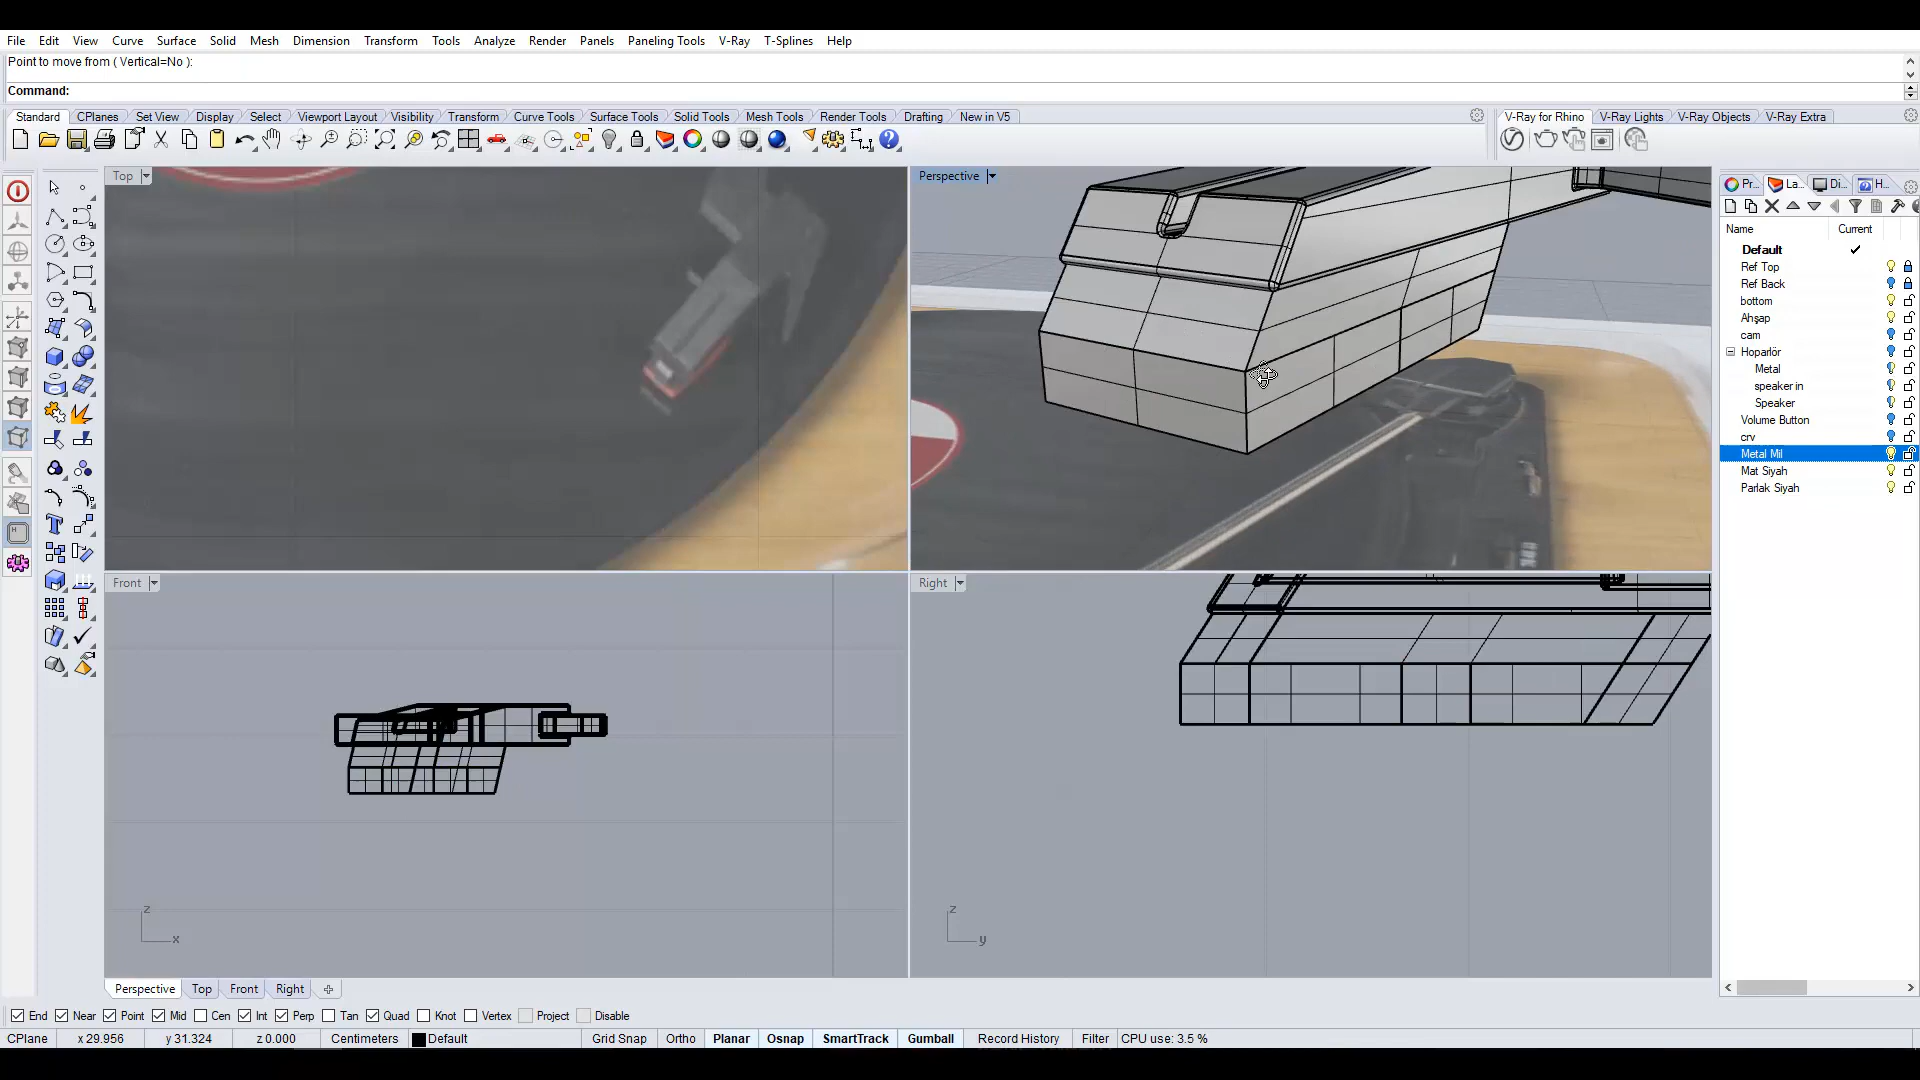 File Edit View Curve Surface Solid Mesh Dimension Transform Tools Analyze Render Panels Paneling Tools V-Ray T-Splines Help
Point to move from ( Vertical=No ):
Command:
Standard CPlanes Set View Display Select Viewport Layout Visibility Transform Curve Tools Surface Tools Solid Tools Mesh Tools Render Tools Drafting New in V5
V-Ray for Rhino V-Ray Lights V-Ray Objects V-Ray Extra
Top
Perspective
Pr... La... Di... H...
Name Current
Default
Ref Top
Ref Back
bottom
Ahşap
cam
Hoparlör
Metal
speaker in
Speaker
Volume Button
crv
Metal Mil
Mat Siyah
Parlak Siyah
Front
Right
z
x
z
y
Perspective Top Front Right
End Near Point Mid Cen Int Perp Tan Quad Knot Vertex Project Disable
CPlane x 29.956 y 31.324 z 0.000 Centimeters Default Grid Snap Ortho Planar Osnap SmartTrack Gumball Record History Filter CPU use: 3.5 %